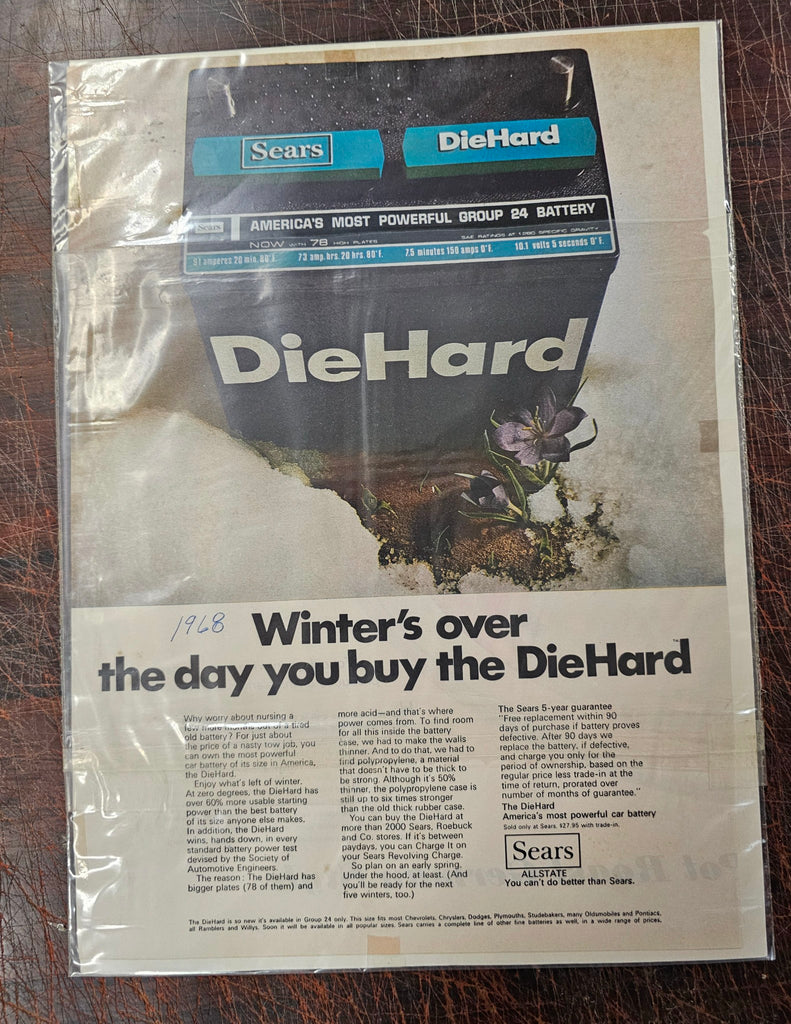 Sears
DieHard
Sears
AMERICA'S MOST POWERFUL GROUP 24 BATTERY
NOW WITH 78 HIGH PLATES
SAE RATINGS AT 1.260 SPECIFIC GRAVITY
91 amperes 20 min. 80°F. 73 amp. hrs. 20 hrs. 80°F. 7.5 minutes 150 amps 0°F. 10.1 volts 5 seconds 0°F.
DieHard
1968
Winter's over
the day you buy the DieHard™
Why worry about nursing a
few more months out of a tired
old battery? For just about
the price of a nasty tow job, you
can own the most powerful
car battery of its size in America,
the DieHard.
Enjoy what's left of winter.
At zero degrees, the DieHard has
over 60% more usable starting
power than the best battery
of its size anyone else makes.
In addition, the DieHard
wins, hands down, in every
standard battery power test
devised by the Society of
Automotive Engineers.
The reason: The DieHard has
bigger plates (78 of them) and
more acid—and that's where
power comes from. To find room
for all this inside the battery
case, we had to make the walls
thinner. And to do that, we had to
find polypropylene, a material
that doesn't have to be thick to
be strong. Although it's 50%
thinner, the polypropylene case is
still up to six times stronger
than the old thick rubber case.
You can buy the DieHard at
more than 2000 Sears, Roebuck
and Co. stores. If it's between
paydays, you can Charge It on
your Sears Revolving Charge.
So plan on an early spring.
Under the hood, at least. (And
you'll be ready for the next
five winters, too.)
The Sears 5-year guarantee
"Free replacement within 90
days of purchase if battery proves
defective. After 90 days we
replace the battery, if defective,
and charge you only for the
period of ownership, based on the
regular price less trade-in at the
time of return, prorated over
number of months of guarantee."
The DieHard
America's most powerful car battery
Sold only at Sears. $27.95 with trade-in.
Sears
ALLSTATE
You can't do better than Sears.
The DieHard is so new it's available in Group 24 only. This size fits most Chevrolets, Chryslers, Dodges, Plymouths, Studebakers, many Oldsmobiles and Pontiacs,
all Ramblers and Willys. Soon it will be available in all popular sizes. Sears carries a complete line of other fine batteries as well, in a wide range of prices.